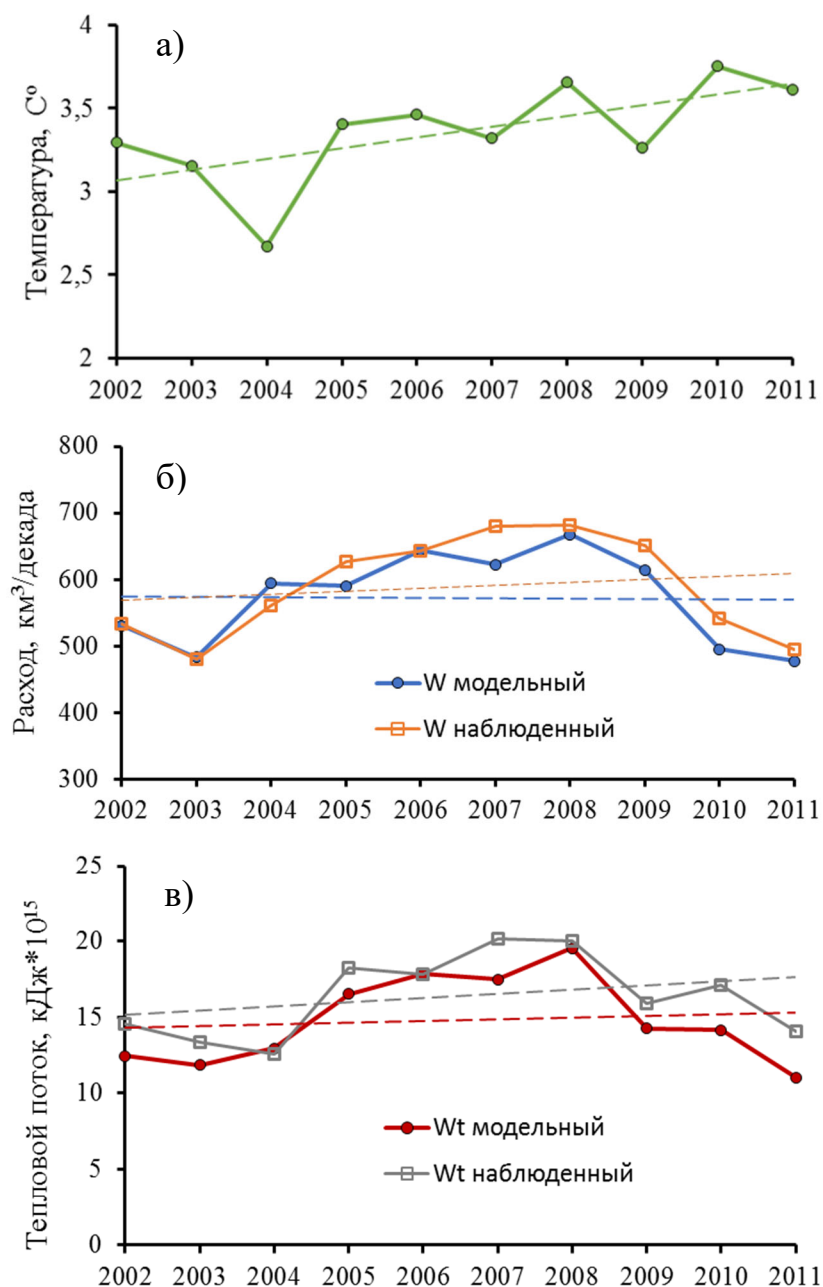 а)
Температура, С°
4
3,5
3
2,5
2
2002 2003 2004 2005 2006 2007 2008 2009 2010 2011
б)
Расход, км³/декада
800
700
600
500
400
300
W модельный
W наблюденный
2002 2003 2004 2005 2006 2007 2008 2009 2010 2011
в)
Тепловой поток, кДж*10¹⁵
25
20
15
10
5
0
Wt модельный
Wt наблюденный
2002 2003 2004 2005 2006 2007 2008 2009 2010 2011